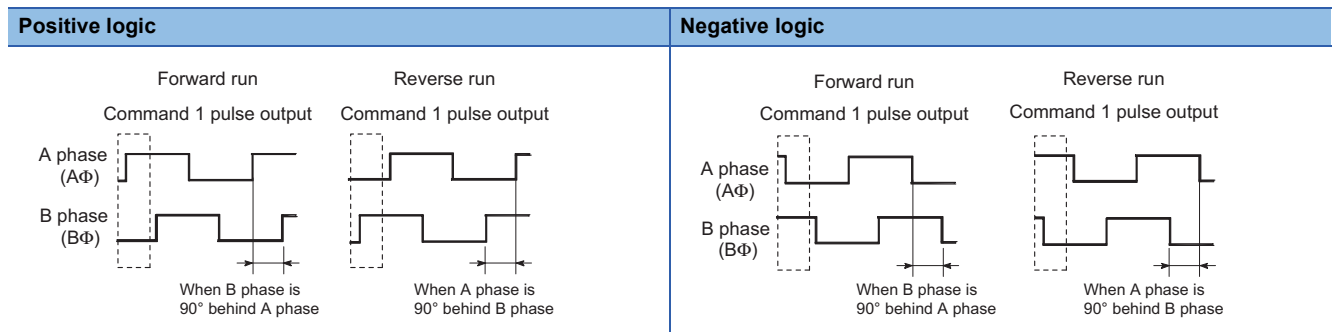 Positive logic
Negative logic
Forward run
Command 1 pulse output
Reverse run
Command 1 pulse output
A phase
(AΦ)
B phase
(BΦ)
When B phase is
90° behind A phase
When A phase is
90° behind B phase
Forward run
Command 1 pulse output
Reverse run
Command 1 pulse output
A phase
(AΦ)
B phase
(BΦ)
When B phase is
90° behind A phase
When A phase is
90° behind B phase